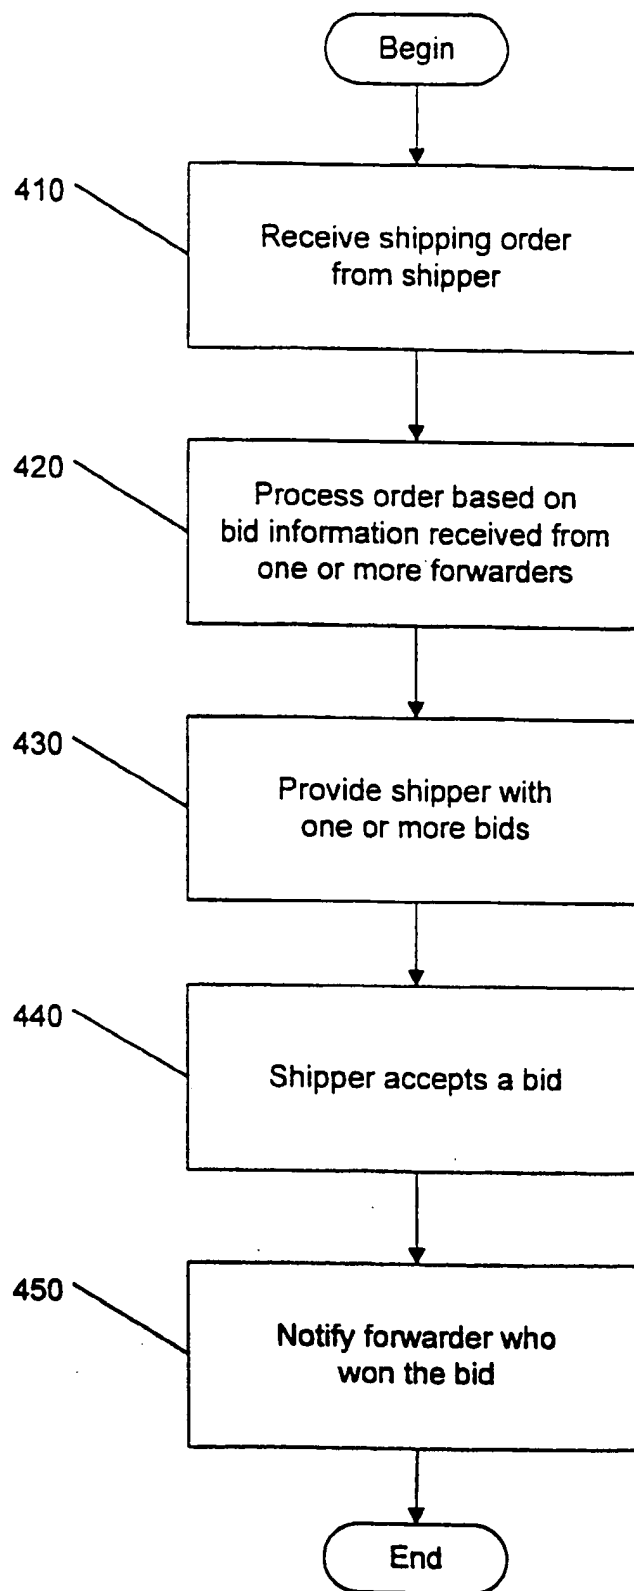 Begin
410
Receive shipping order
from shipper
420
Process order based on
bid information received from
one or more forwarders
430
Provide shipper with
one or more bids
440
Shipper accepts a bid
450
Notify forwarder who
won the bid
End